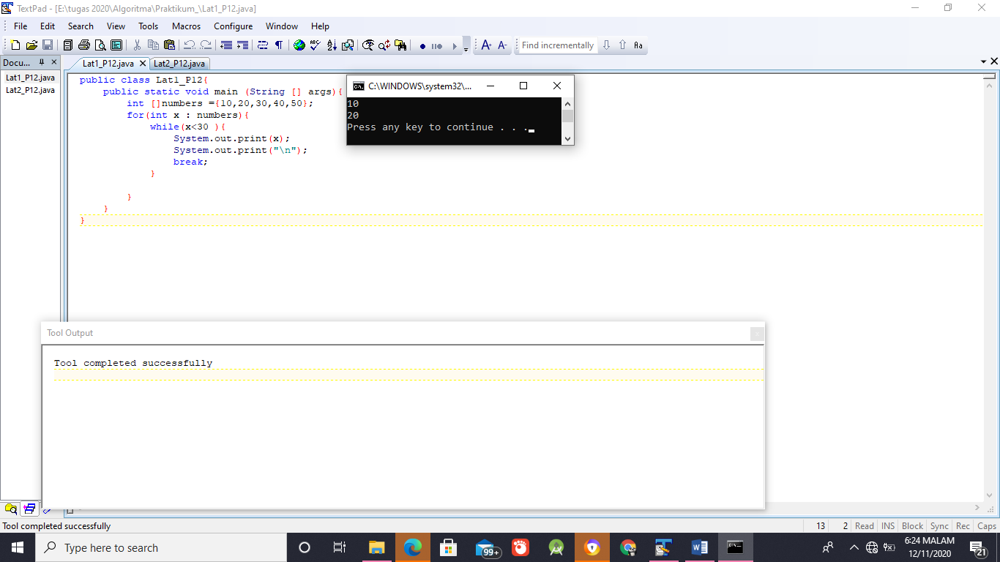 TextPad - [E:\tugas 2020\Algoritma\Praktikum_\Lat1_P12.java]
File Edit Search View Tools Macros Configure Window Help
Find incrementally
Docu...
Lat1_P12.java
Lat2_P12.java
Lat1_P12.java
Lat2_P12.java
public class Lat1_P12{
public static void main (String [] args){
int []numbers ={10,20,30,40,50};
for(int x : numbers){
while(x<30 ){
System.out.print(x);
System.out.print("\n");
break;
}
}
}
}
C:\WINDOWS\system32\...
10
20
Press any key to continue . . .
Tool Output
Tool completed successfully
Tool completed successfully
13 2 Read INS Block Sync Rec Caps
Type here to search
99+
6:24 MALAM
12/11/2020
21